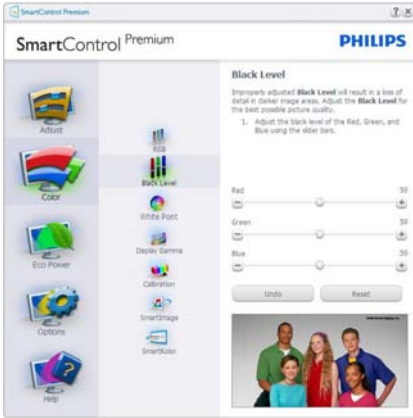 SmartControl Premium
SmartControl Premium
PHILIPS
Adjust
Color
Eco Power
Options
Help
RGB
Black Level
White Point
Display Gamma
Calibration
SmartImage
SmartKolor
Black Level
Improperly adjusted Black Level will result in a loss of
detail in darker image areas. Adjust the Black Level for
the best possible picture quality.
1. Adjust the black level of the Red, Green, and
Blue using the slider bars.
Red 50
Green 50
Blue 50
Undo Reset